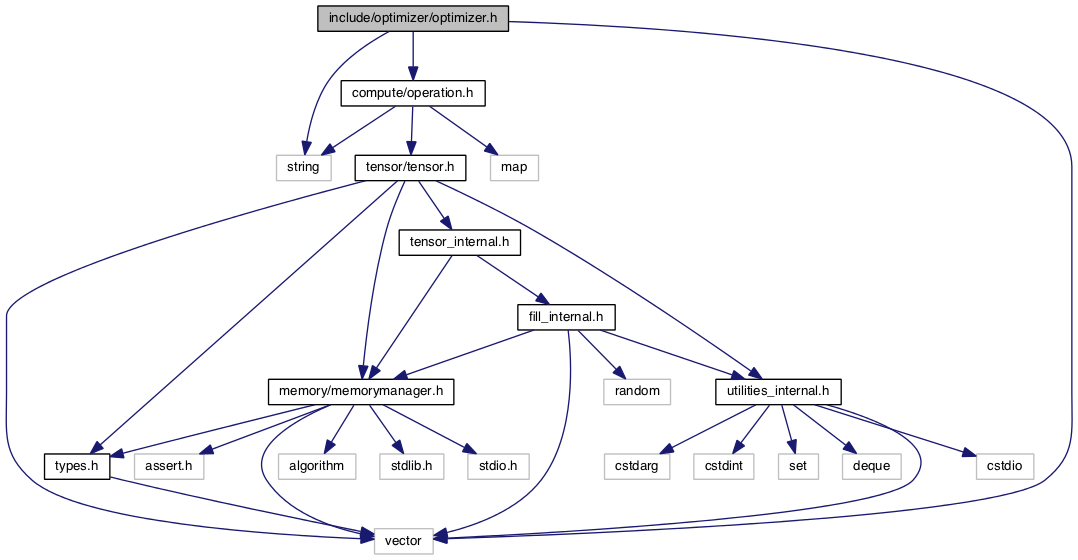 include/optimizer/optimizer.h
compute/operation.h
string
tensor/tensor.h
map
tensor_internal.h
fill_internal.h
memory/memorymanager.h
random
utilities_internal.h
types.h
assert.h
algorithm
stdlib.h
stdio.h
cstdarg
cstdint
set
deque
cstdio
vector